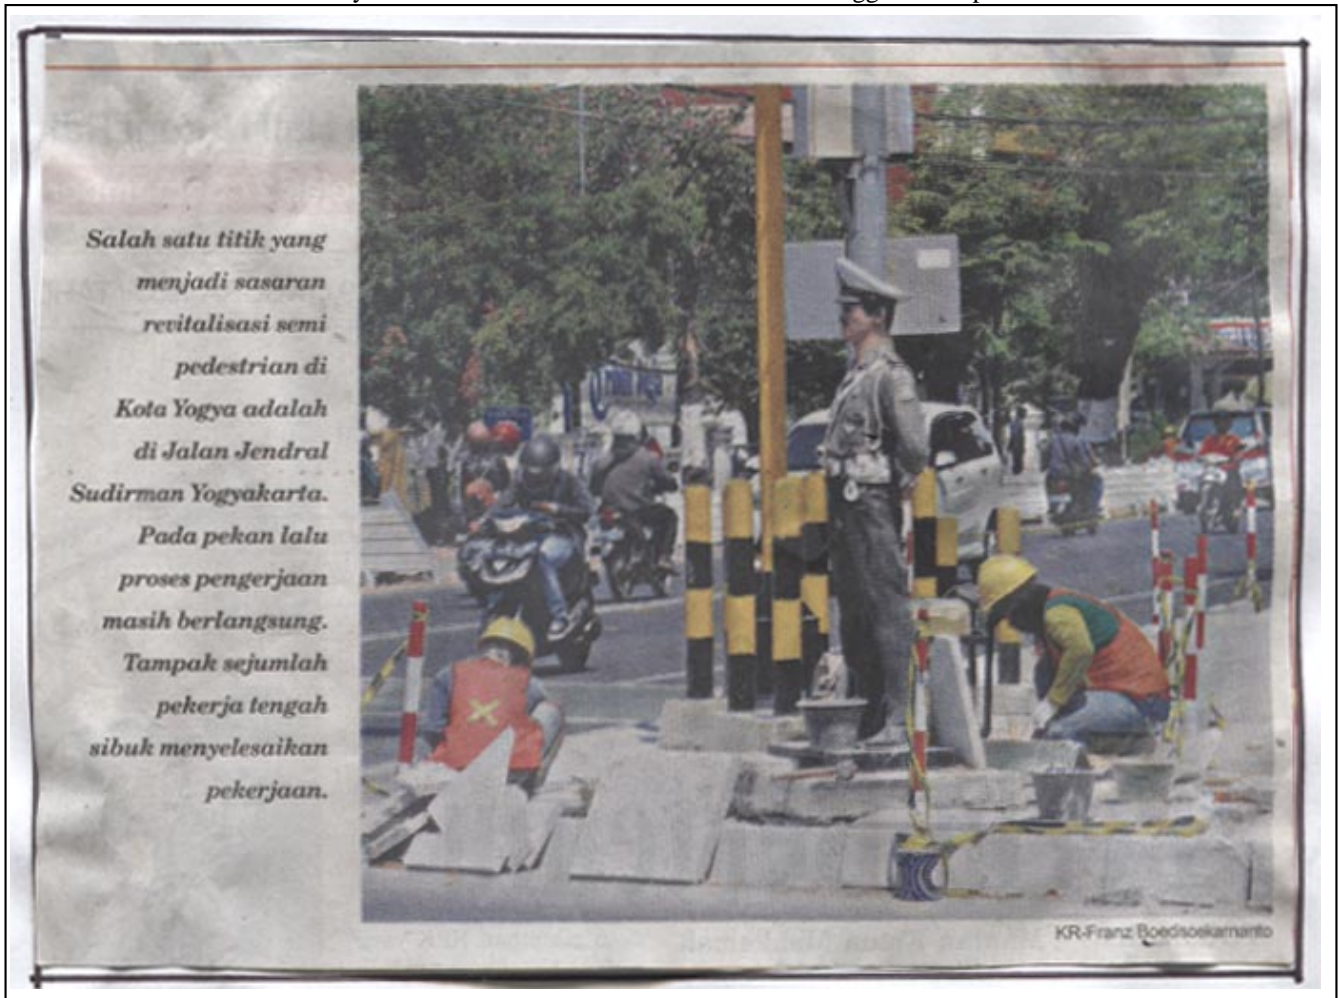 Salah satu titik yang
menjadi sasaran
revitalisasi semi
pedestrian di
Kota Yogya adalah
di Jalan Jendral
Sudirman Yogyakarta.
Pada pekan lalu
proses pengerjaan
masih berlangsung.
Tampak sejumlah
pekerja tengah
sibuk menyelesaikan
pekerjaan.
KR-Franz Boedisoekarnanto